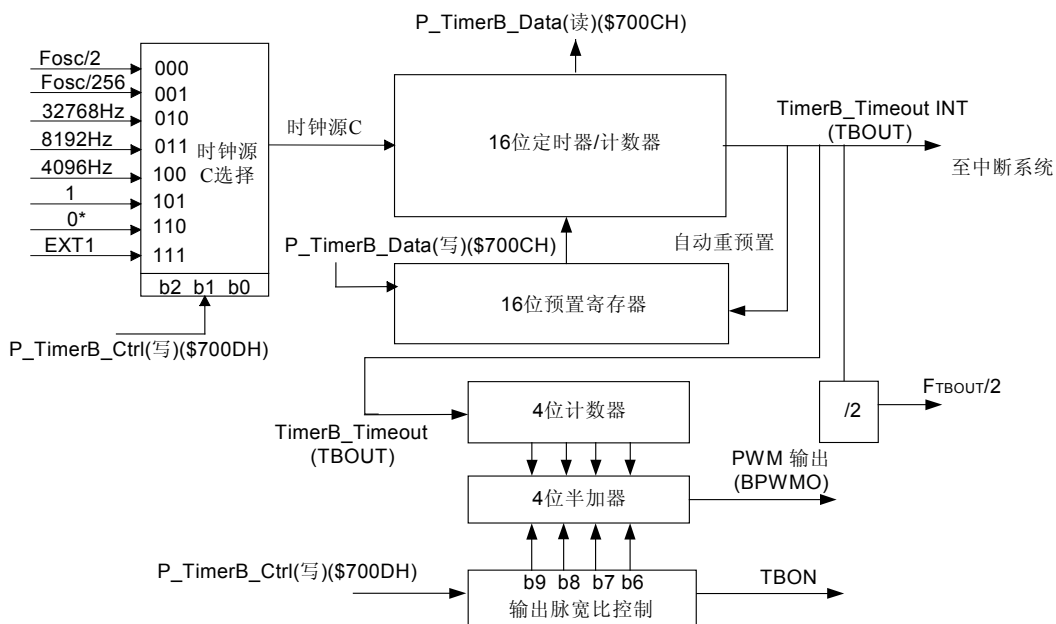 P_TimerB_Data(读)($700CH)
Fosc/2
000
Fosc/256
001
32768Hz
010
8192Hz
011
4096Hz
100
1
101
0*
110
EXT1
111
时钟源
C选择
b2 b1 b0
P_TimerB_Ctrl(写)($700DH)
时钟源C
16位定时器/计数器
TimerB_Timeout INT
(TBOUT)
至中断系统
P_TimerB_Data(写)($700CH)
自动重预置
16位预置寄存器
TimerB_Timeout
(TBOUT)
4位计数器
/2
FTBOUT/2
4位半加器
PWM 输出
(BPWMO)
P_TimerB_Ctrl(写)($700DH)
b9 b8 b7 b6
输出脉宽比控制
TBON